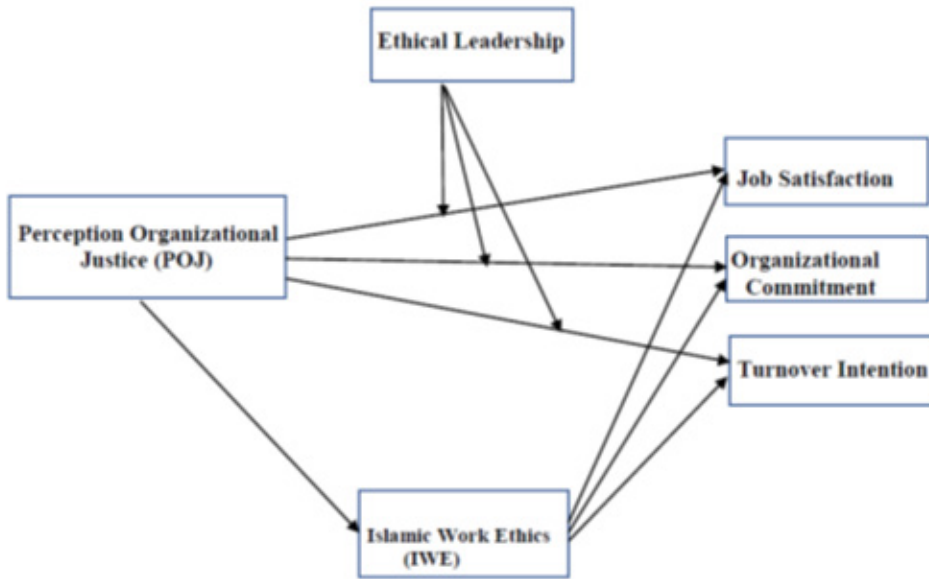 Ethical Leadership
Job Satisfaction
Perception Organizational
Justice (POJ)
Organizational
Commitment
Turnover Intention
Islamic Work Ethics
(IWE)